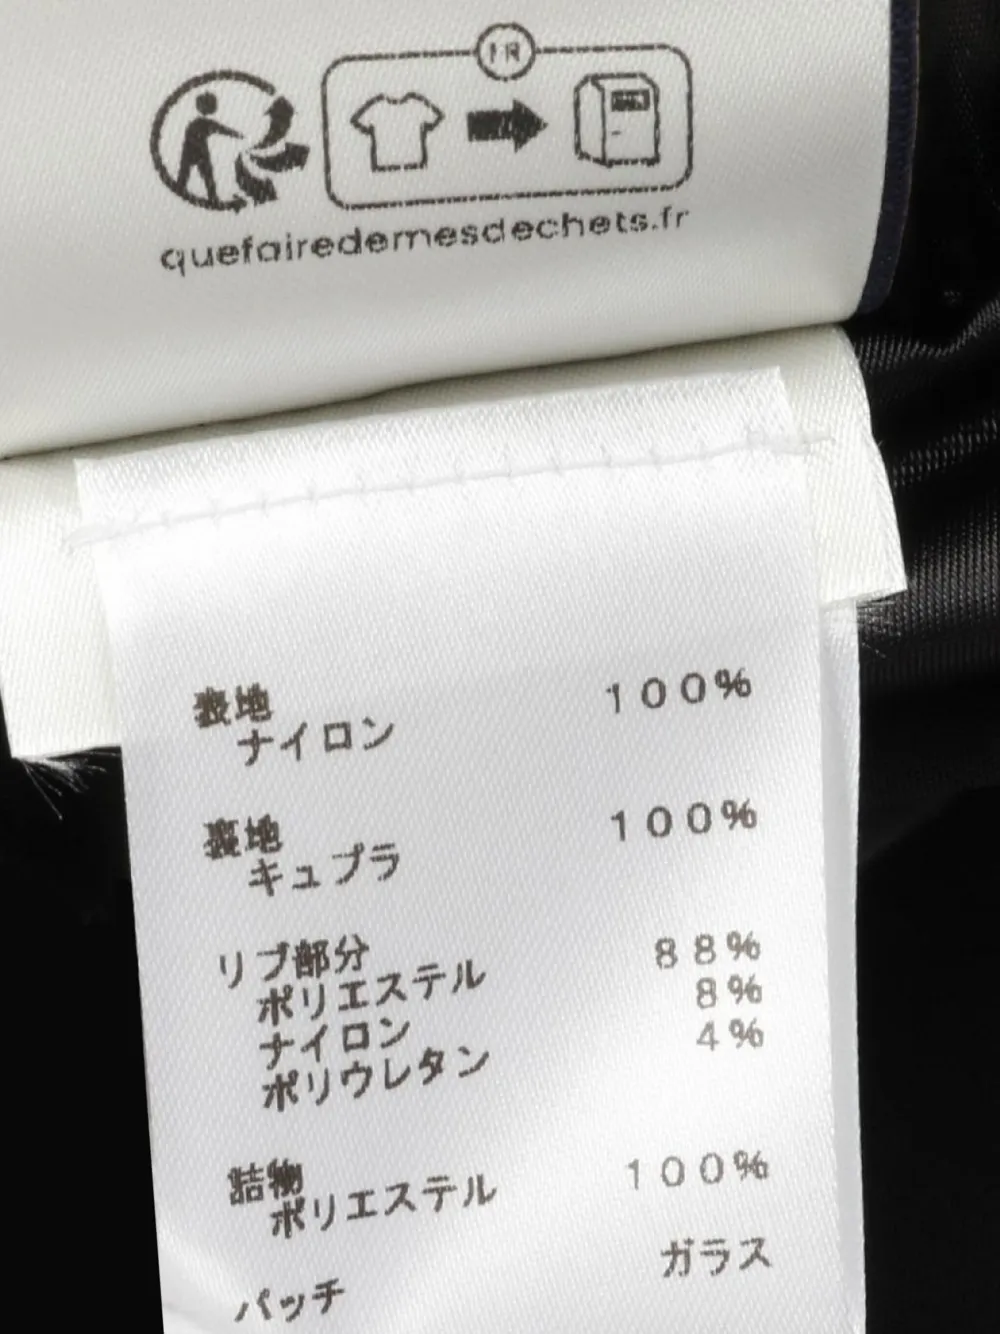 FR
quefairedemesdechets.fr
表地 100%
ナイロン
裏地 100%
キュプラ
リブ部分 88%
ポリエステル 8%
ナイロン 4%
ポリウレタン
詰物 100%
ポリエステル
ガラス
パッチ